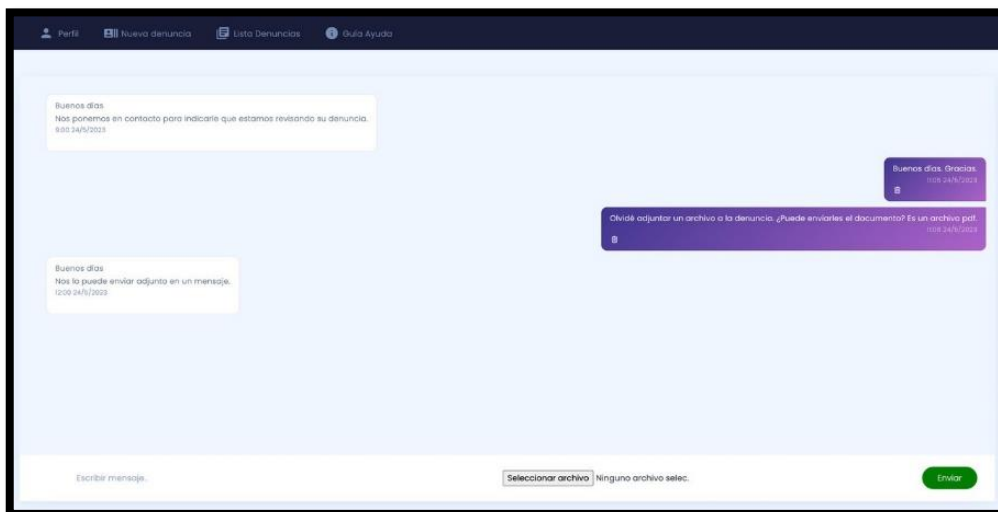 Perfil
Nueva denuncia
Lista Denuncias
Guía Ayuda
Buenos días
Nos ponemos en contacto para indicarle que estamos revisando su denuncia.
9:00 24/5/2023
Buenos días. Gracias.
11:05 24/5/2023
Olvidé adjuntar un archivo a la denuncia. ¿Puede enviarles el documento? Es un archivo pdf.
24/5/2023
Buenos días
Nos lo puede enviar adjunto en un mensaje.
12:00 24/5/2023
Escribir mensaje..
Seleccionar archivo Ninguno archivo selec.
Enviar